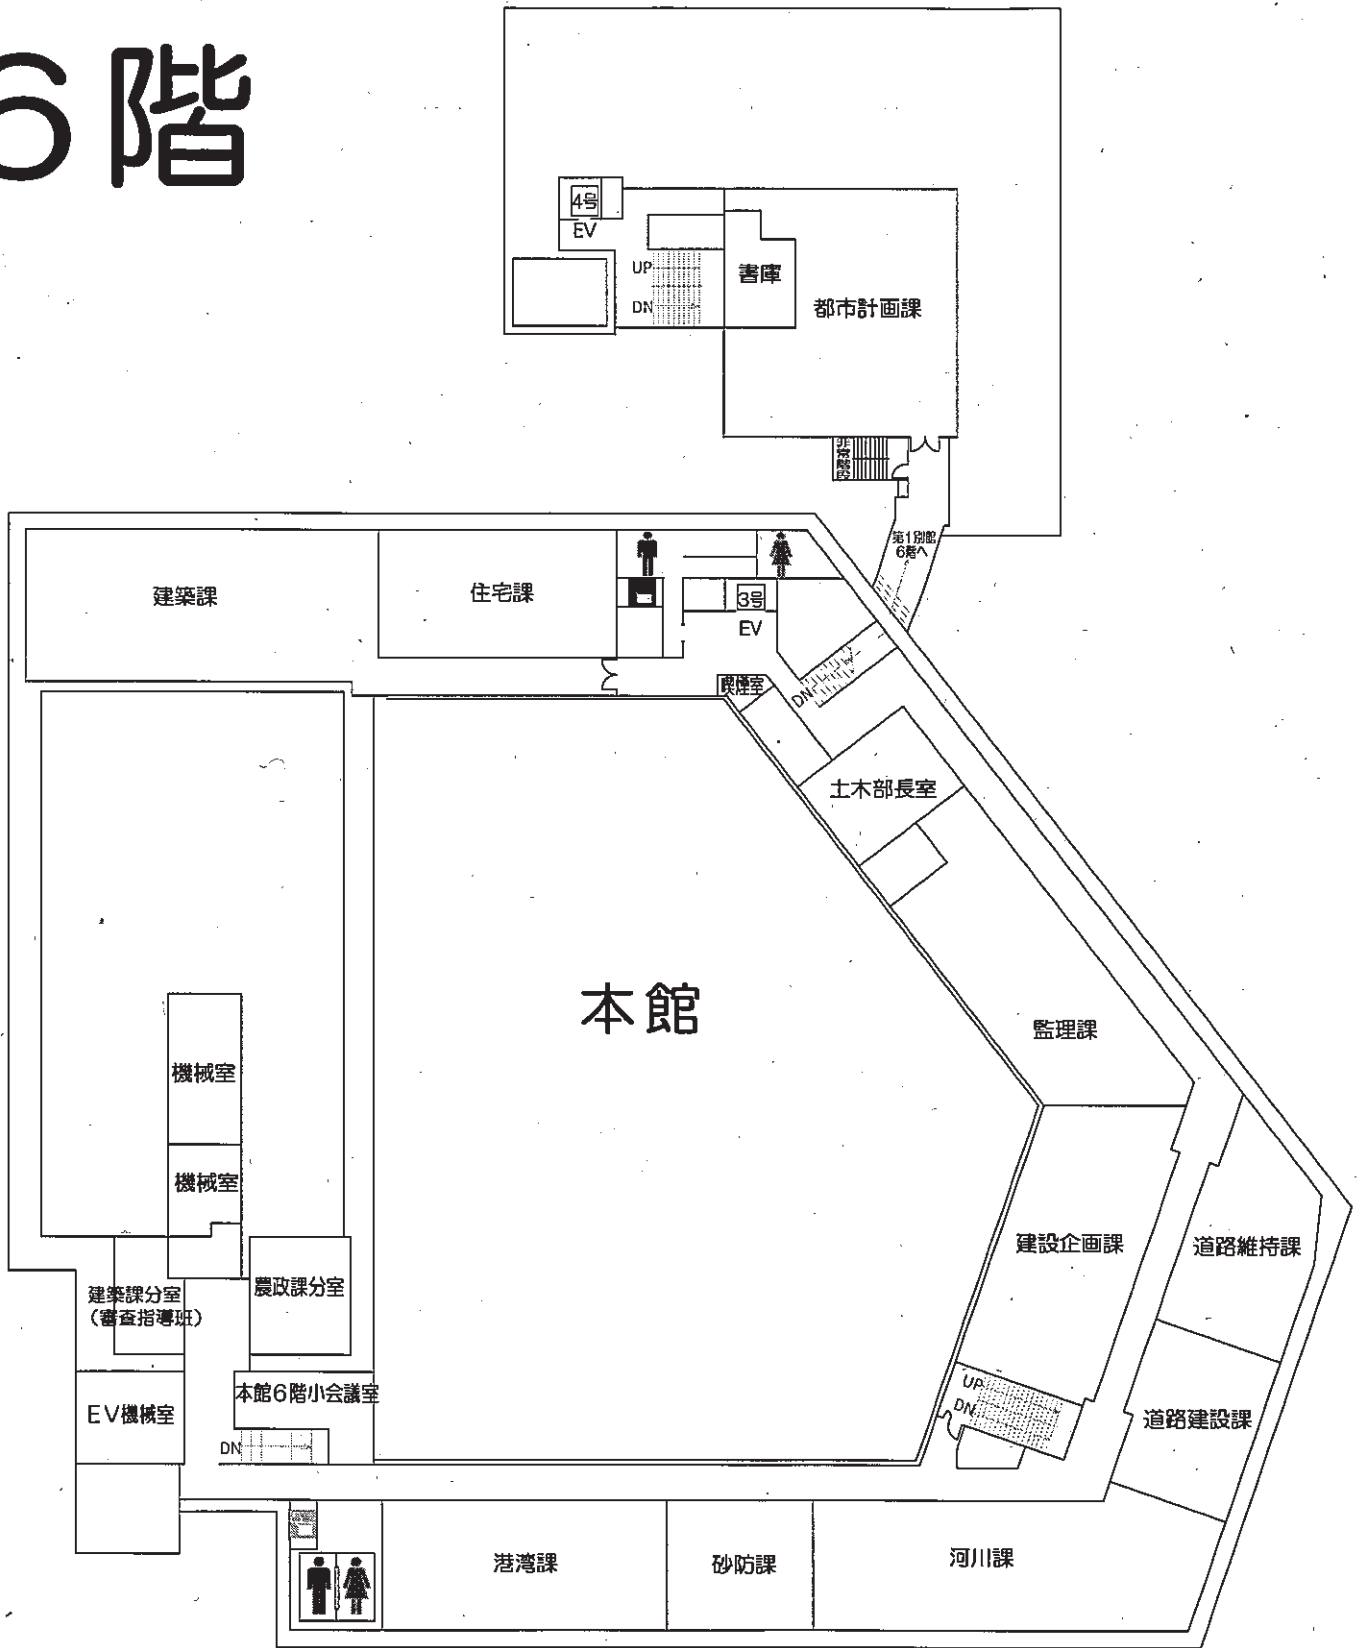 6階
4号
EV
UP
DN
書庫
都市計画課
非常階段
第1別館
6階へ
建築課
住宅課
3号
EV
喫煙室
DN
土木部長室
本館
監理課
機械室
機械室
建設企画課
道路維持課
建築課分室
（審査指導班）
農政課分室
本館6階小会議室
EV機械室
UP
DN
道路建設課
DN
港湾課
砂防課
河川課